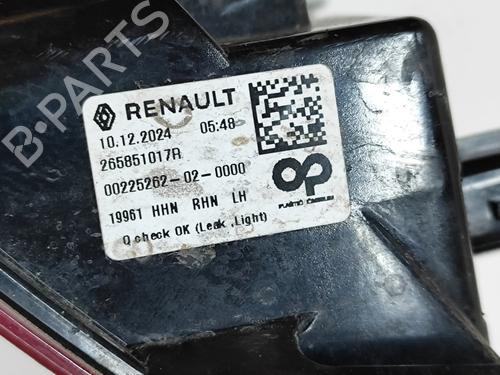 RENAULT
10.12.2024 05:48
265851017R
00225262-02-0000
19961 HHN RHN LH
Q check OK (Leak ,Light)
op
B-PARTS